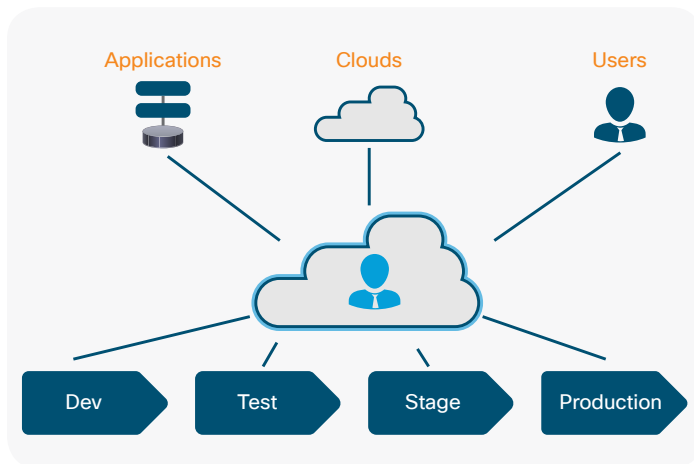 Applications
Clouds
Users
Dev
Test
Stage
Production